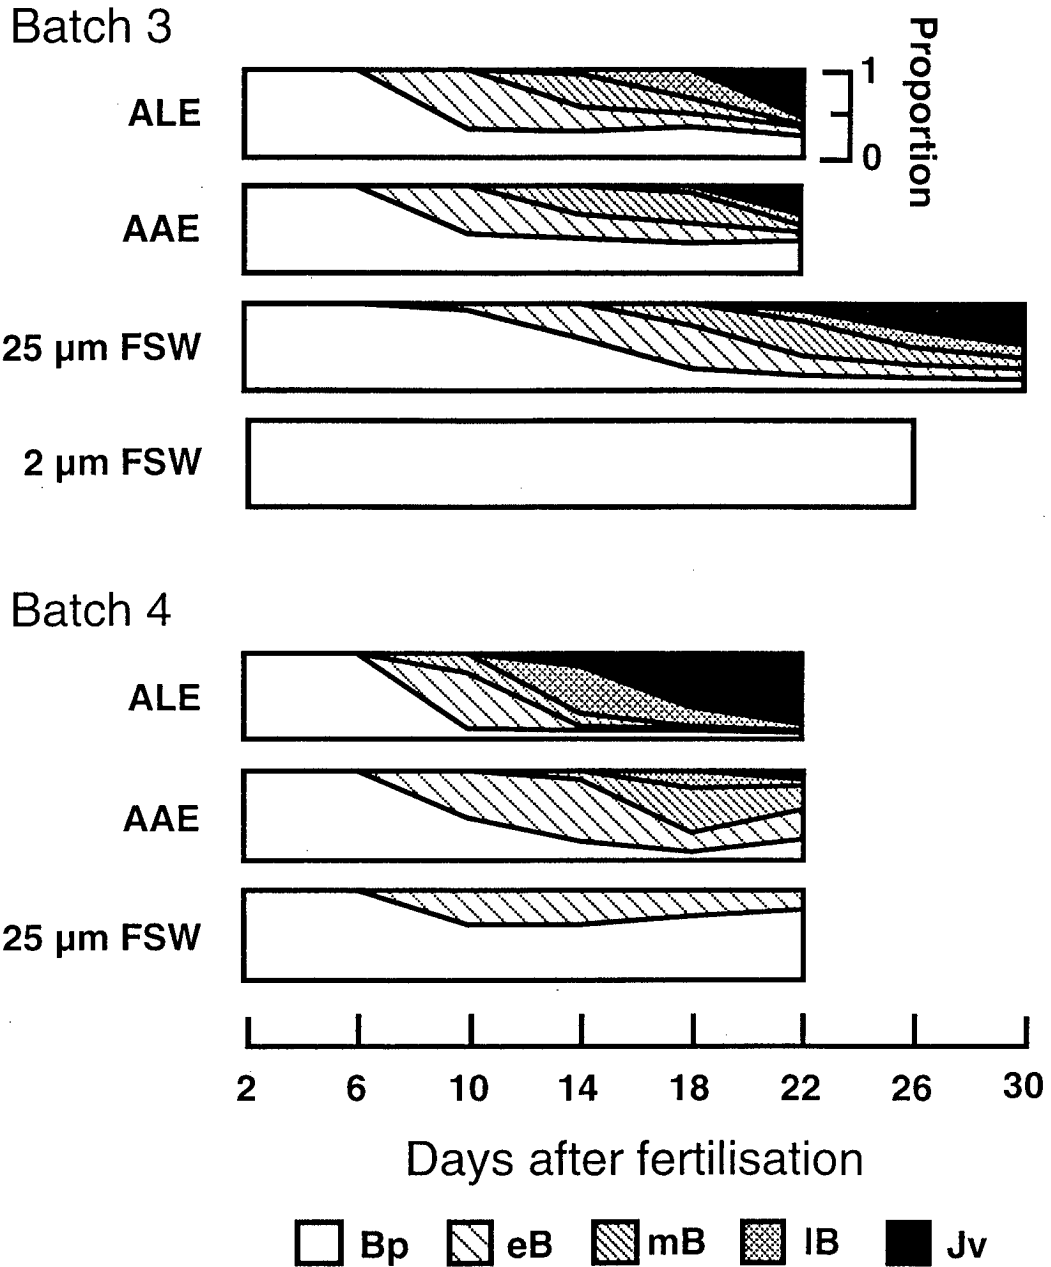 Batch 3
ALE
1
0
Proportion
AAE
25 µm FSW
2 µm FSW
Batch 4
ALE
AAE
25 µm FSW
2 6 10 14 18 22 26 30
Days after fertilisation
Bp eB mB lB Jv